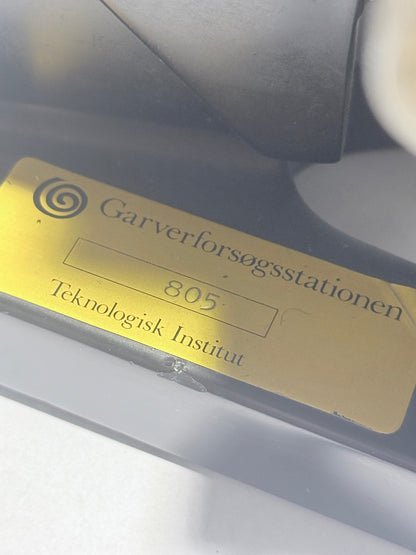 Garverforsøgsstationen
805
Teknologisk Institut